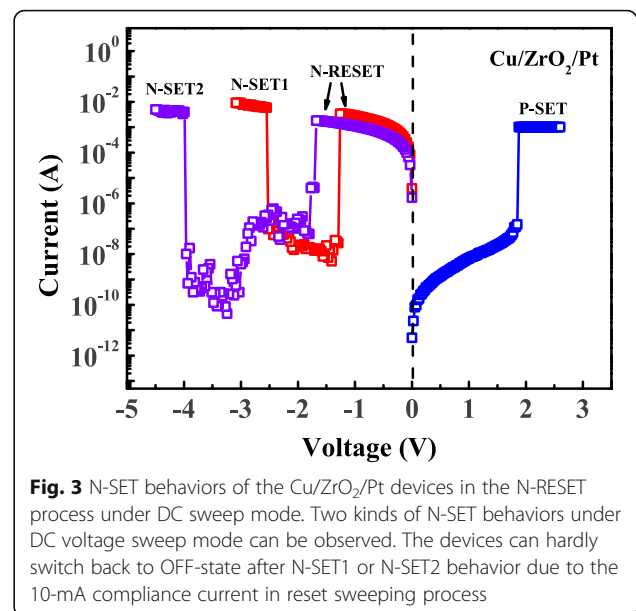 10⁰
10⁻²
10⁻⁴
10⁻⁶
10⁻⁸
10⁻¹⁰
10⁻¹²
Current (A)
N-SET2
N-SET1
N-RESET
Cu/ZrO₂/Pt
P-SET
-5 -4 -3 -2 -1 0 1 2 3
Voltage (V)
Fig. 3 N-SET behaviors of the Cu/ZrO₂/Pt devices in the N-RESET
process under DC sweep mode. Two kinds of N-SET behaviors under
DC voltage sweep mode can be observed. The devices can hardly
switch back to OFF-state after N-SET1 or N-SET2 behavior due to the
10-mA compliance current in reset sweeping process